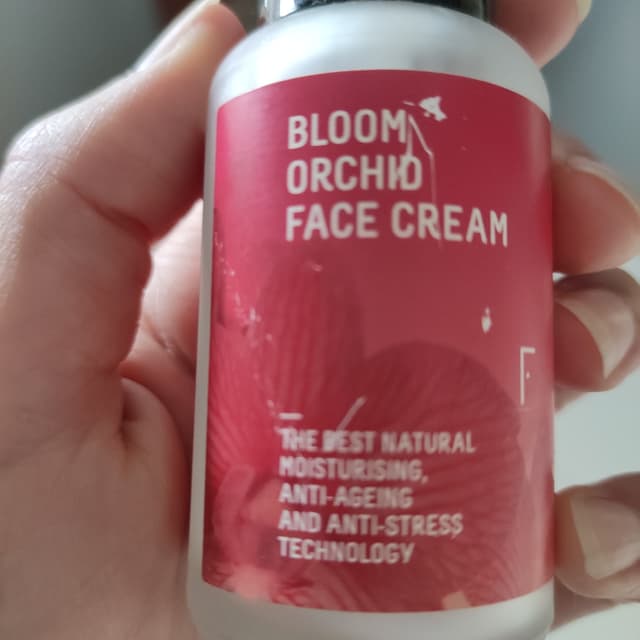 BLOOM
ORCHID
FACE CREAM
THE BEST NATURAL
MOISTURISING,
ANTI-AGEING
AND ANTI-STRESS
TECHNOLOGY